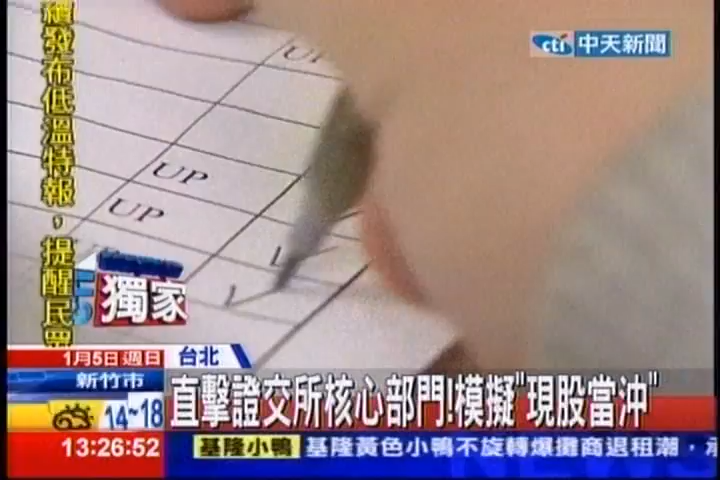 續發布低溫特報，提醒民眾
cti 中天新聞
UP
UP
UP
獨家
1月5日週日 台北
新竹市
直擊證交所核心部門!模擬"現股當沖"
14~18
13:26:52 基隆小鴨 基隆黃色小鴨不旋轉爆攤商退租潮，承